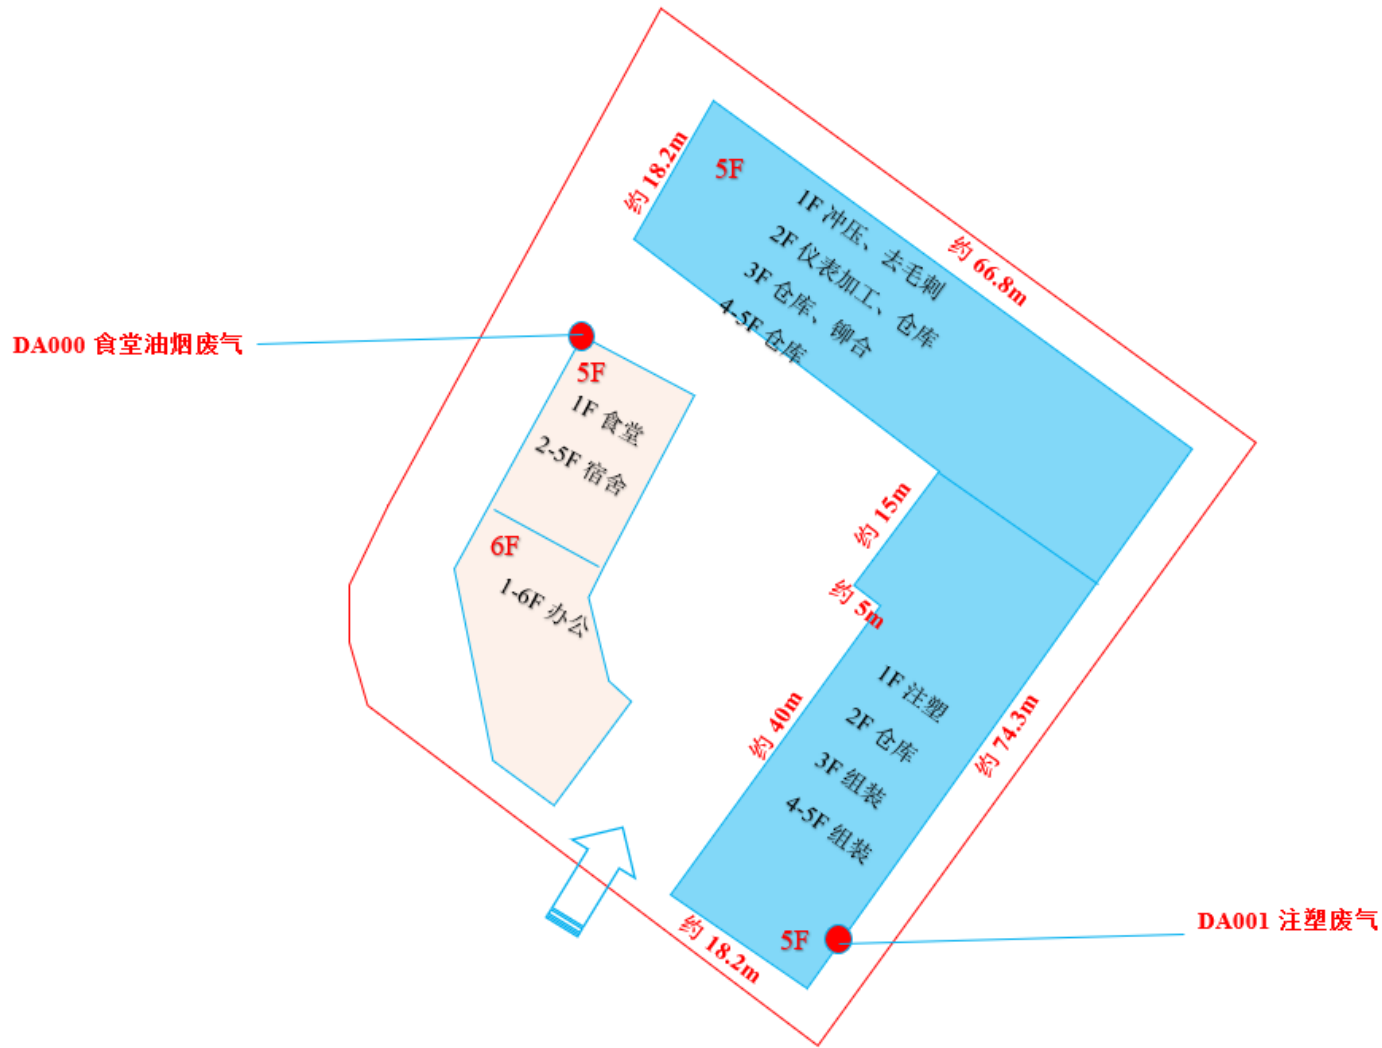 约 18.2m
5F
1F 冲压、去毛刺
2F 仪表加工、仓库
3F 仓库、铆合
4-5F 仓库
约 66.8m
DA000 食堂油烟废气
5F
1F 食堂
2-5F 宿舍
6F
1-6F 办公
约 15m
约 5m
约 40m
1F 注塑
2F 仓库
3F 组装
4-5F 组装
约 74.3m
5F
约 18.2m
DA001 注塑废气